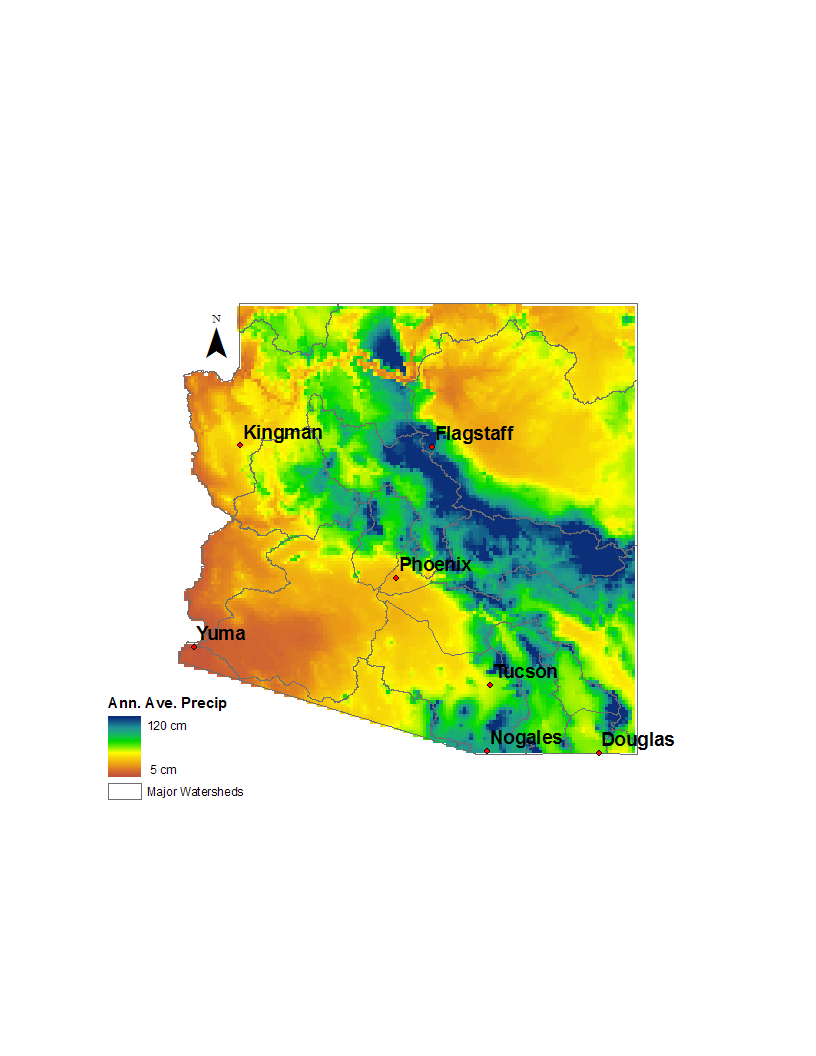 N
Kingman
Flagstaff
Phoenix
Yuma
Tucson
Nogales
Douglas
Ann. Ave. Precip
120 cm
5 cm
Major Watersheds